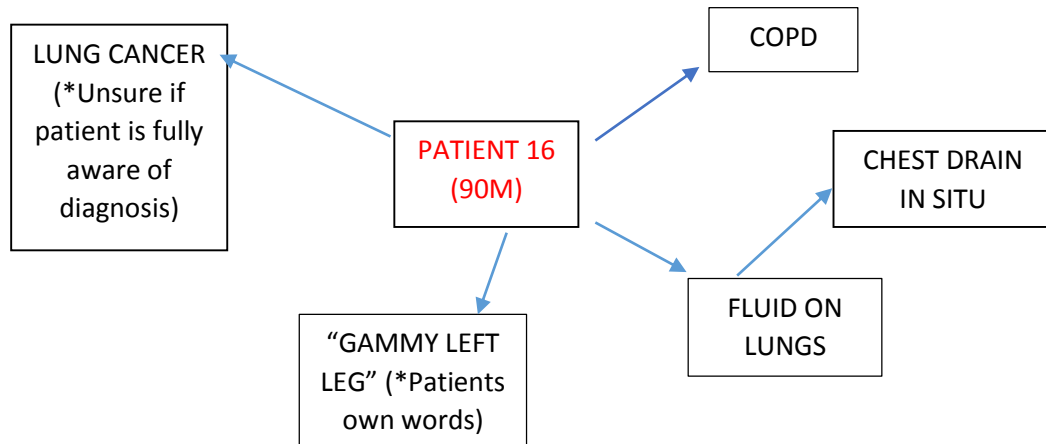 LUNG CANCER
(*Unsure if
patient is fully
aware of
diagnosis)
COPD
PATIENT 16
(90M)
CHEST DRAIN
IN SITU
FLUID ON
LUNGS
“GAMMY LEFT
LEG” (*Patients
own words)